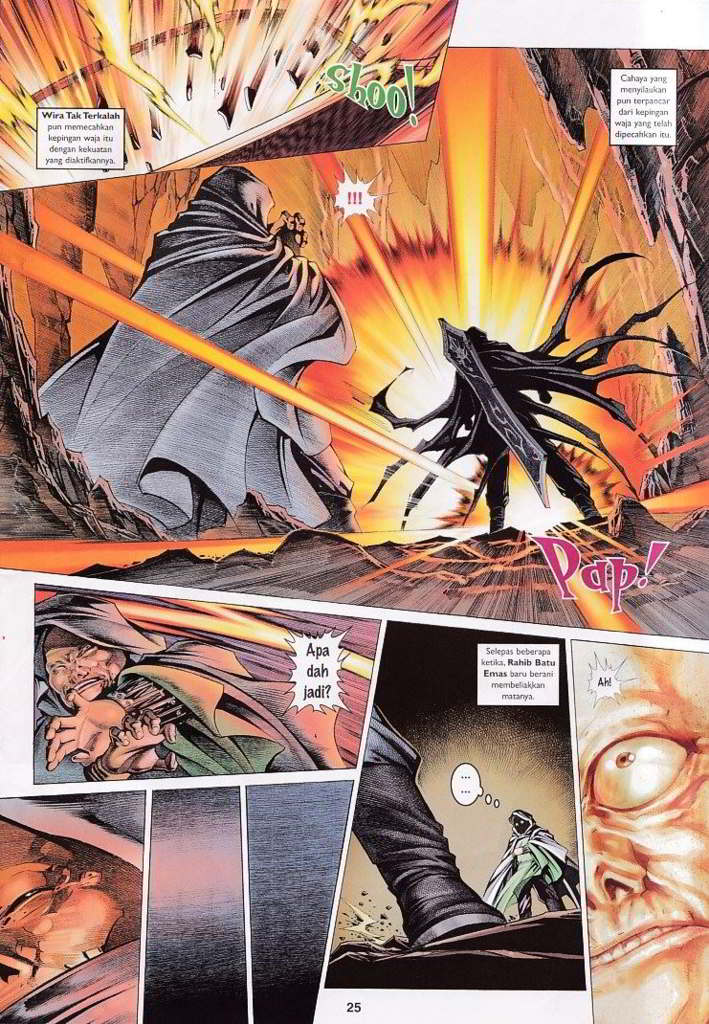 Shoo!
Wira Tak Terkalah
pun memecahkan
kepingan waja itu
dengan kekuatan
yang diaktifkannya.
Cahaya yang
menyilaukan
pun terpancar
dari kepingan
waja yang telah
dipecahkan itu.
!!!
Pap!
Apa
dah
jadi?
Selepas beberapa
ketika, Rahib Batu
Emas baru berani
membeliakkan
matanya.
...
...
Ah!
25